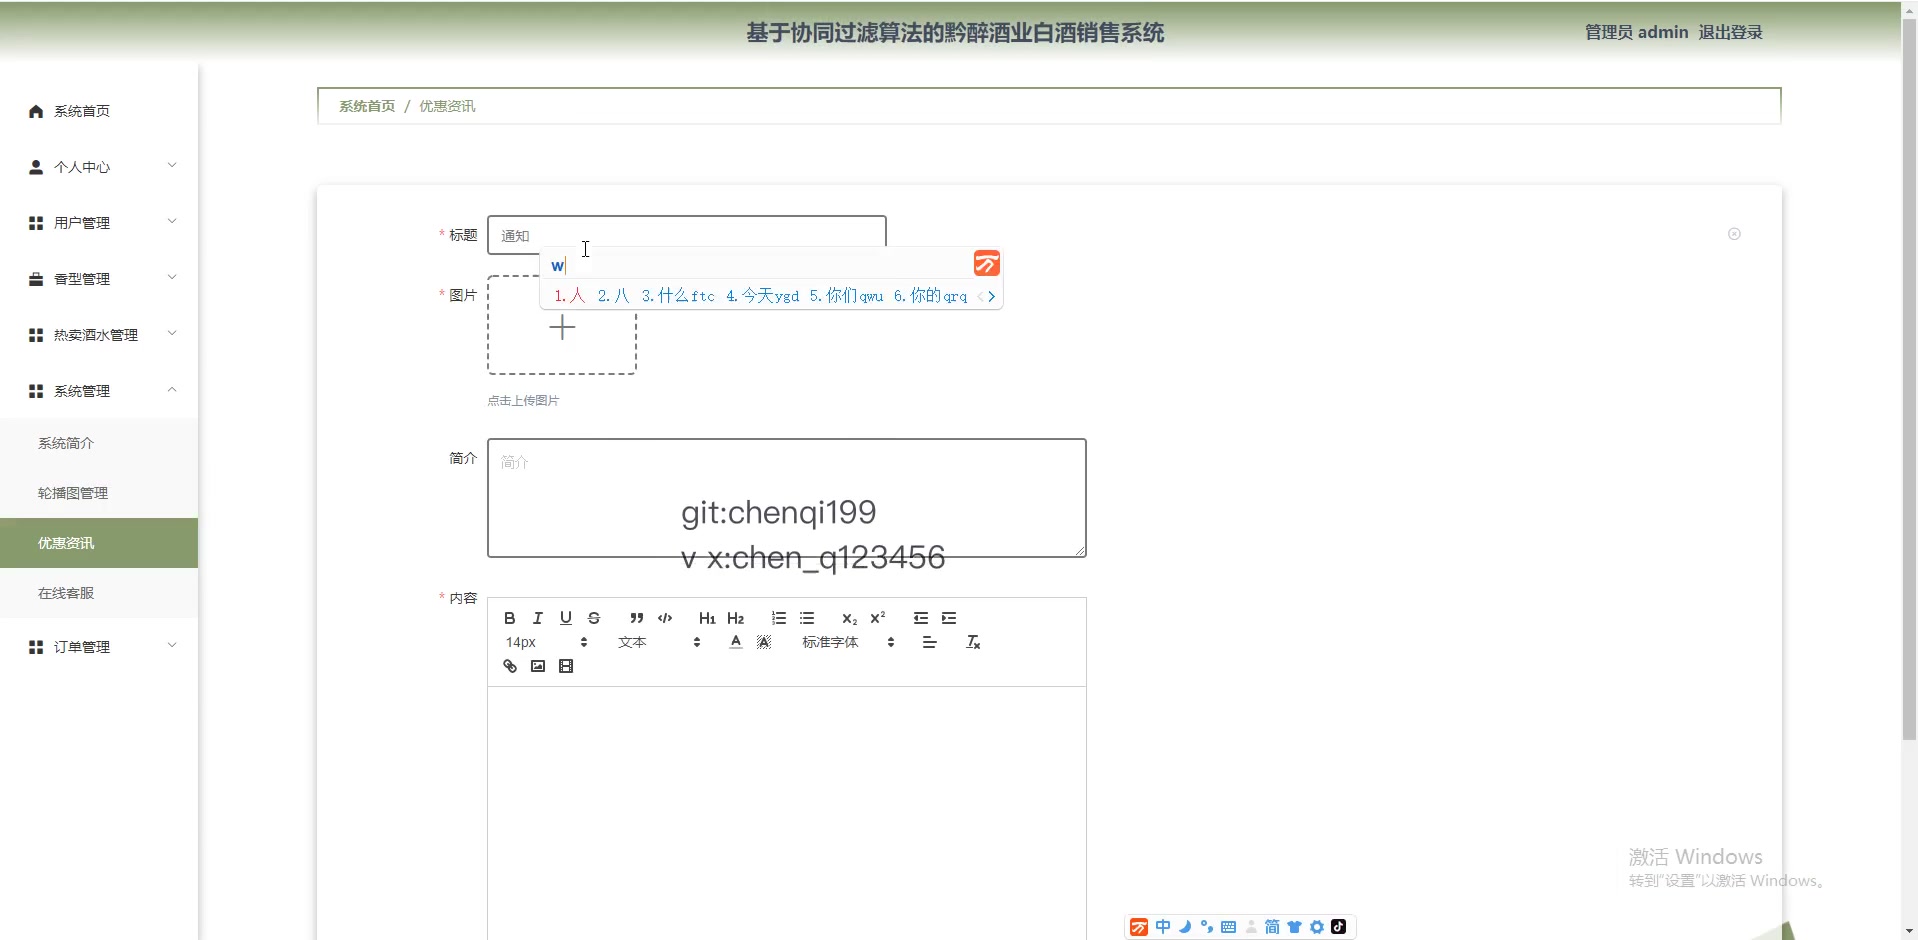 基于协同过滤算法的黔醉酒业白酒销售系统
管理员 admin 退出登录
系统首页
个人中心
用户管理
香型管理
热卖酒水管理
系统管理
系统简介
轮播图管理
优惠资讯
在线客服
订单管理
系统首页 / 优惠资讯
* 标题 通知
w
1.人 2.八 3.什么ftc 4.今天ygd 5.你们qwu 6.你的qrq
* 图片
点击上传图片
简介 简介
git:chenqi199
v x:chen_q123456
* 内容
B I U S H1 H2 X2 X2
14px 文本 A A 标准字体 Tx
激活 Windows
转到"设置"以激活 Windows。
中 简